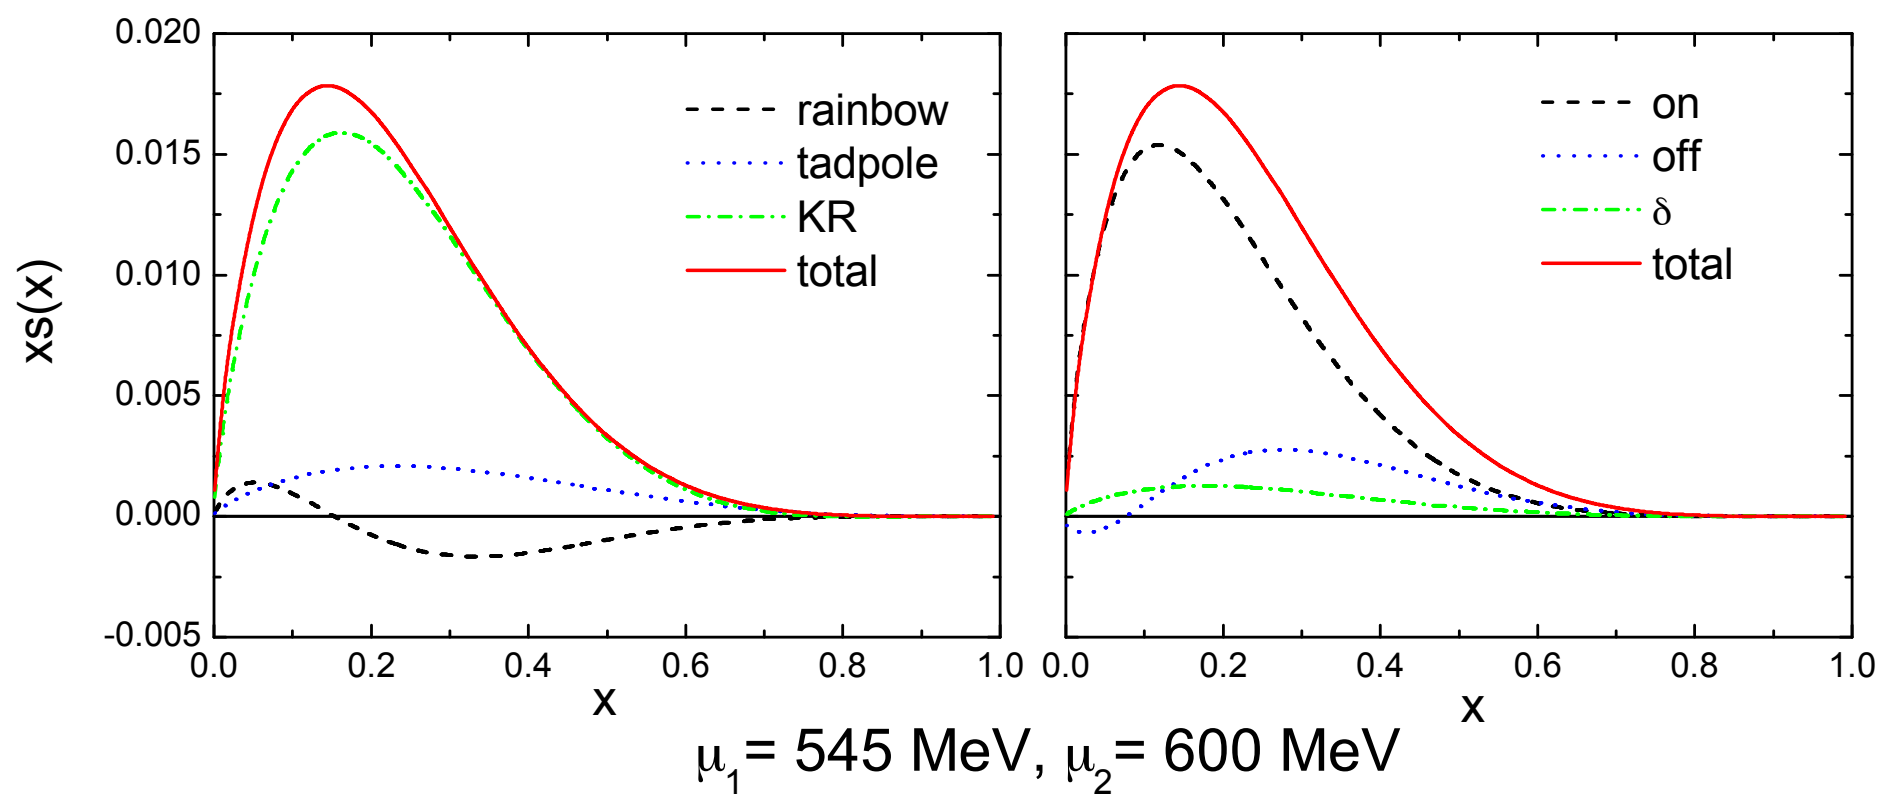 xs(x)
0.020
0.015
0.010
0.005
0.000
-0.005
rainbow
tadpole
KR
total
0.0 0.2 0.4 0.6 0.8 1.0
x
on
off
δ
total
0.0 0.2 0.4 0.6 0.8 1.0
x
μ1= 545 MeV, μ2= 600 MeV